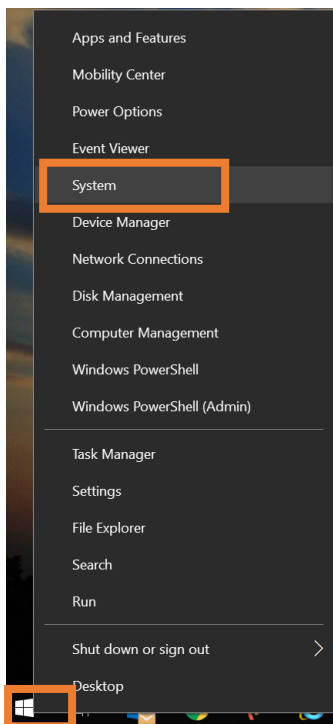 Apps and Features
Mobility Center
Power Options
Event Viewer
System
Device Manager
Network Connections
Disk Management
Computer Management
Windows PowerShell
Windows PowerShell (Admin)
Task Manager
Settings
File Explorer
Search
Run
Shut down or sign out
Desktop